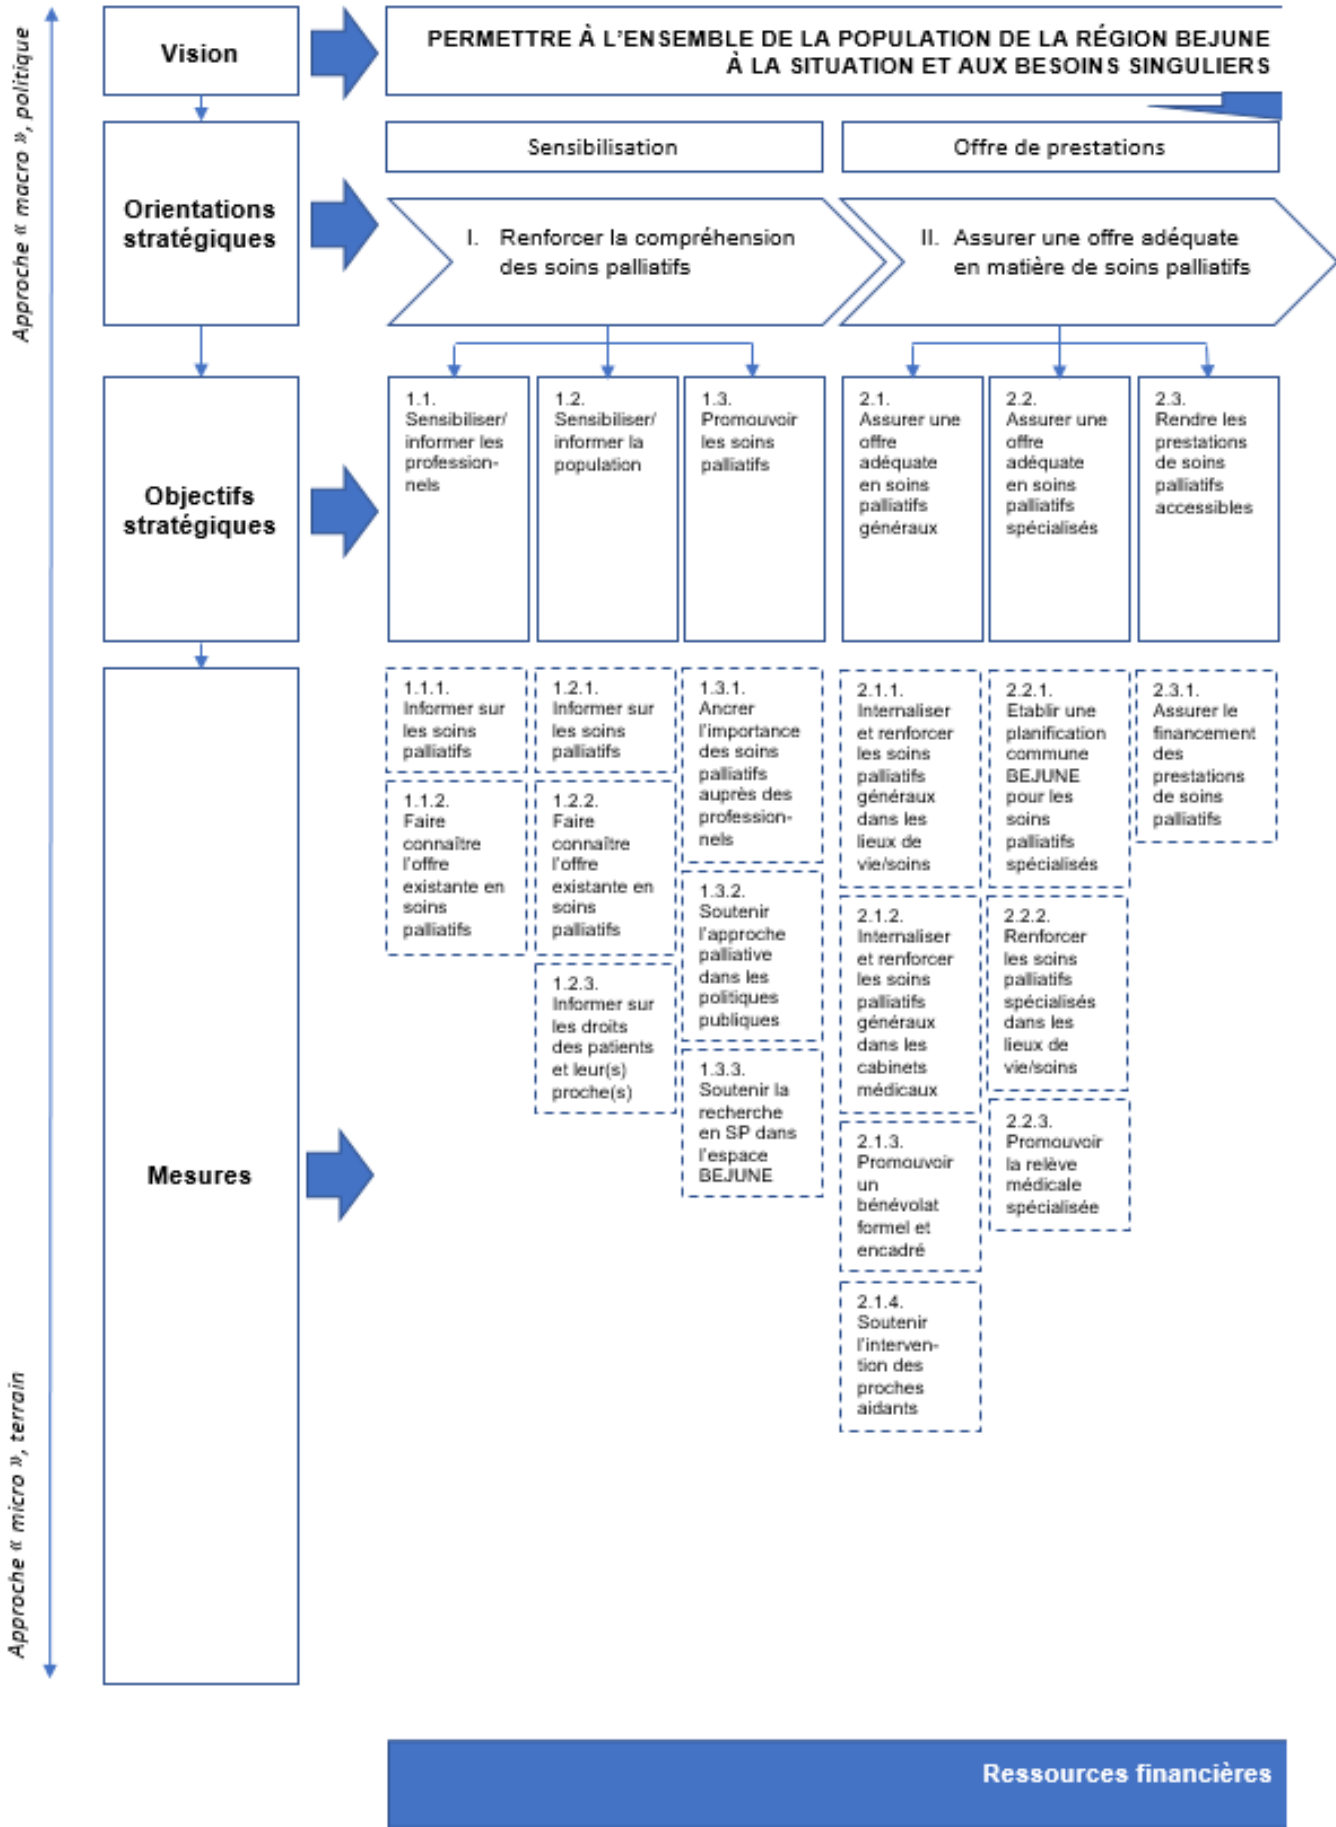 Approche « macro », politique
Approche « micro », terrain
Vision
PERMETTRE À L'ENSEMBLE DE LA POPULATION DE LA RÉGION BEJUNE
À LA SITUATION ET AUX BESOINS SINGULIERS
Orientations
stratégiques
Sensibilisation
Offre de prestations
I. Renforcer la compréhension
des soins palliatifs
II. Assurer une offre adéquate
en matière de soins palliatifs
Objectifs
stratégiques
1.1.
Sensibiliser/
informer les
profession-
nels
1.2.
Sensibiliser/
informer la
population
1.3.
Promouvoir
les soins
palliatifs
2.1.
Assurer une
offre
adéquate
en soins
palliatifs
généraux
2.2.
Assurer une
offre
adéquate
en soins
palliatifs
spécialisés
2.3.
Rendre les
prestations
de soins
palliatifs
accessibles
Mesures
1.1.1.
Informer sur
les soins
palliatifs
1.1.2.
Faire
connaître
l'offre
existante en
soins
palliatifs
1.2.1.
Informer sur
les soins
palliatifs
1.2.2.
Faire
connaître
l'offre
existante en
soins
palliatifs
1.2.3.
Informer sur
les droits
des patients
et leur(s)
proche(s)
1.3.1.
Ancrer
l'importance
des soins
palliatifs
auprès des
profession-
nels
1.3.2.
Soutenir
l'approche
palliative
dans les
politiques
publiques
1.3.3.
Soutenir la
recherche
en SP dans
l'espace
BEJUNE
2.1.1.
Internaliser
et renforcer
les soins
palliatifs
généraux
dans les
lieux de
vie/soins
2.1.2.
Internaliser
et renforcer
les soins
palliatifs
généraux
dans les
cabinets
médicaux
2.1.3.
Promouvoir
un
bénévolat
formel et
encadré
2.1.4.
Soutenir
l'interven-
tion des
proches
aidants
2.2.1.
Etablir une
planification
commune
BEJUNE
pour les
soins
palliatifs
spécialisés
2.2.2.
Renforcer
les soins
palliatifs
spécialisés
dans les
lieux de
vie/soins
2.2.3.
Promouvoir
la relève
médicale
spécialisée
2.3.1.
Assurer le
financement
des
prestations
de soins
palliatifs
Ressources financières